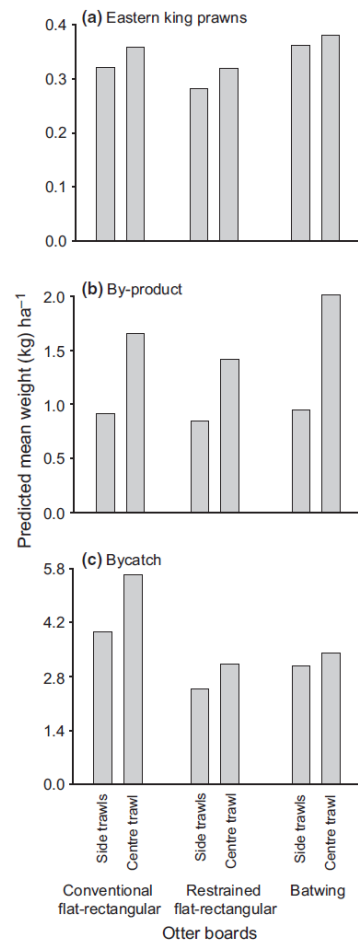 (a) Eastern king prawns
0.4
0.3
0.2
0.1
0.0
(b) By-product
2.0
1.5
1.0
0.5
0.0
Predicted mean weight (kg) ha⁻¹
(c) Bycatch
5.8
4.2
2.8
1.4
0.0
Side trawls
Centre trawl
Side trawls
Centre trawl
Side trawls
Centre trawl
Conventional
flat-rectangular
Restrained
flat-rectangular
Batwing
Otter boards